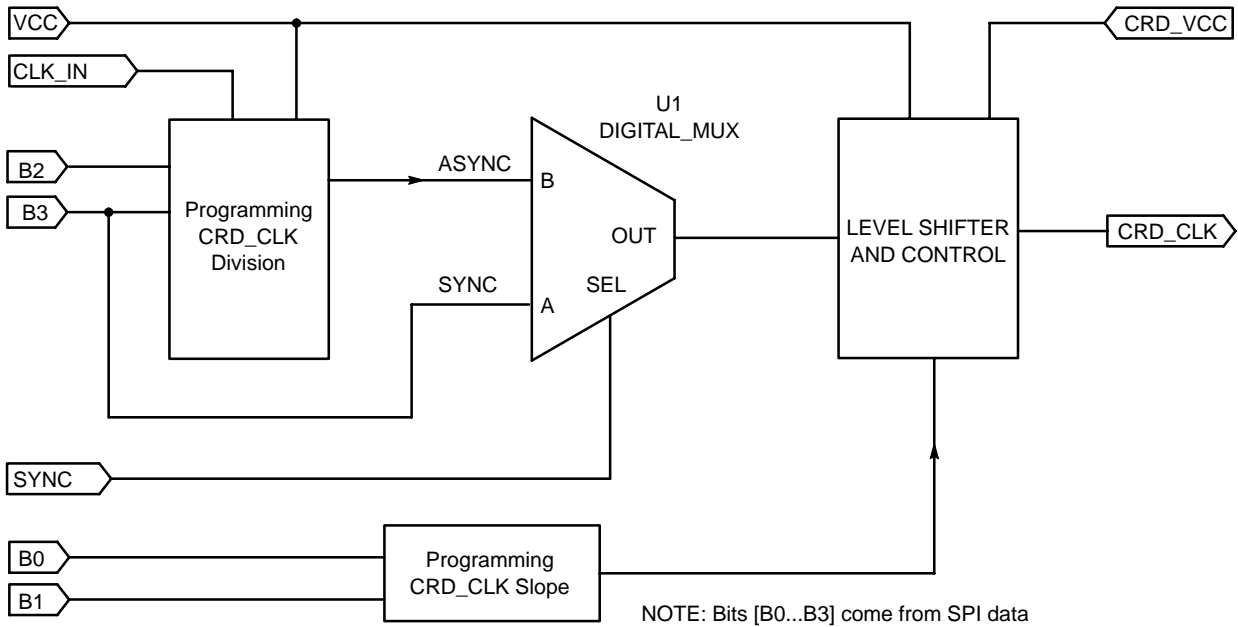 VCC
CRD_VCC
CLK_IN
U1
DIGITAL_MUX
B2
ASYNC
B
B3
Programming
CRD_CLK
Division
OUT
LEVEL SHIFTER
AND CONTROL
CRD_CLK
SYNC
SEL
A
SYNC
B0
Programming
CRD_CLK Slope
B1
NOTE: Bits [B0...B3] come from SPI data